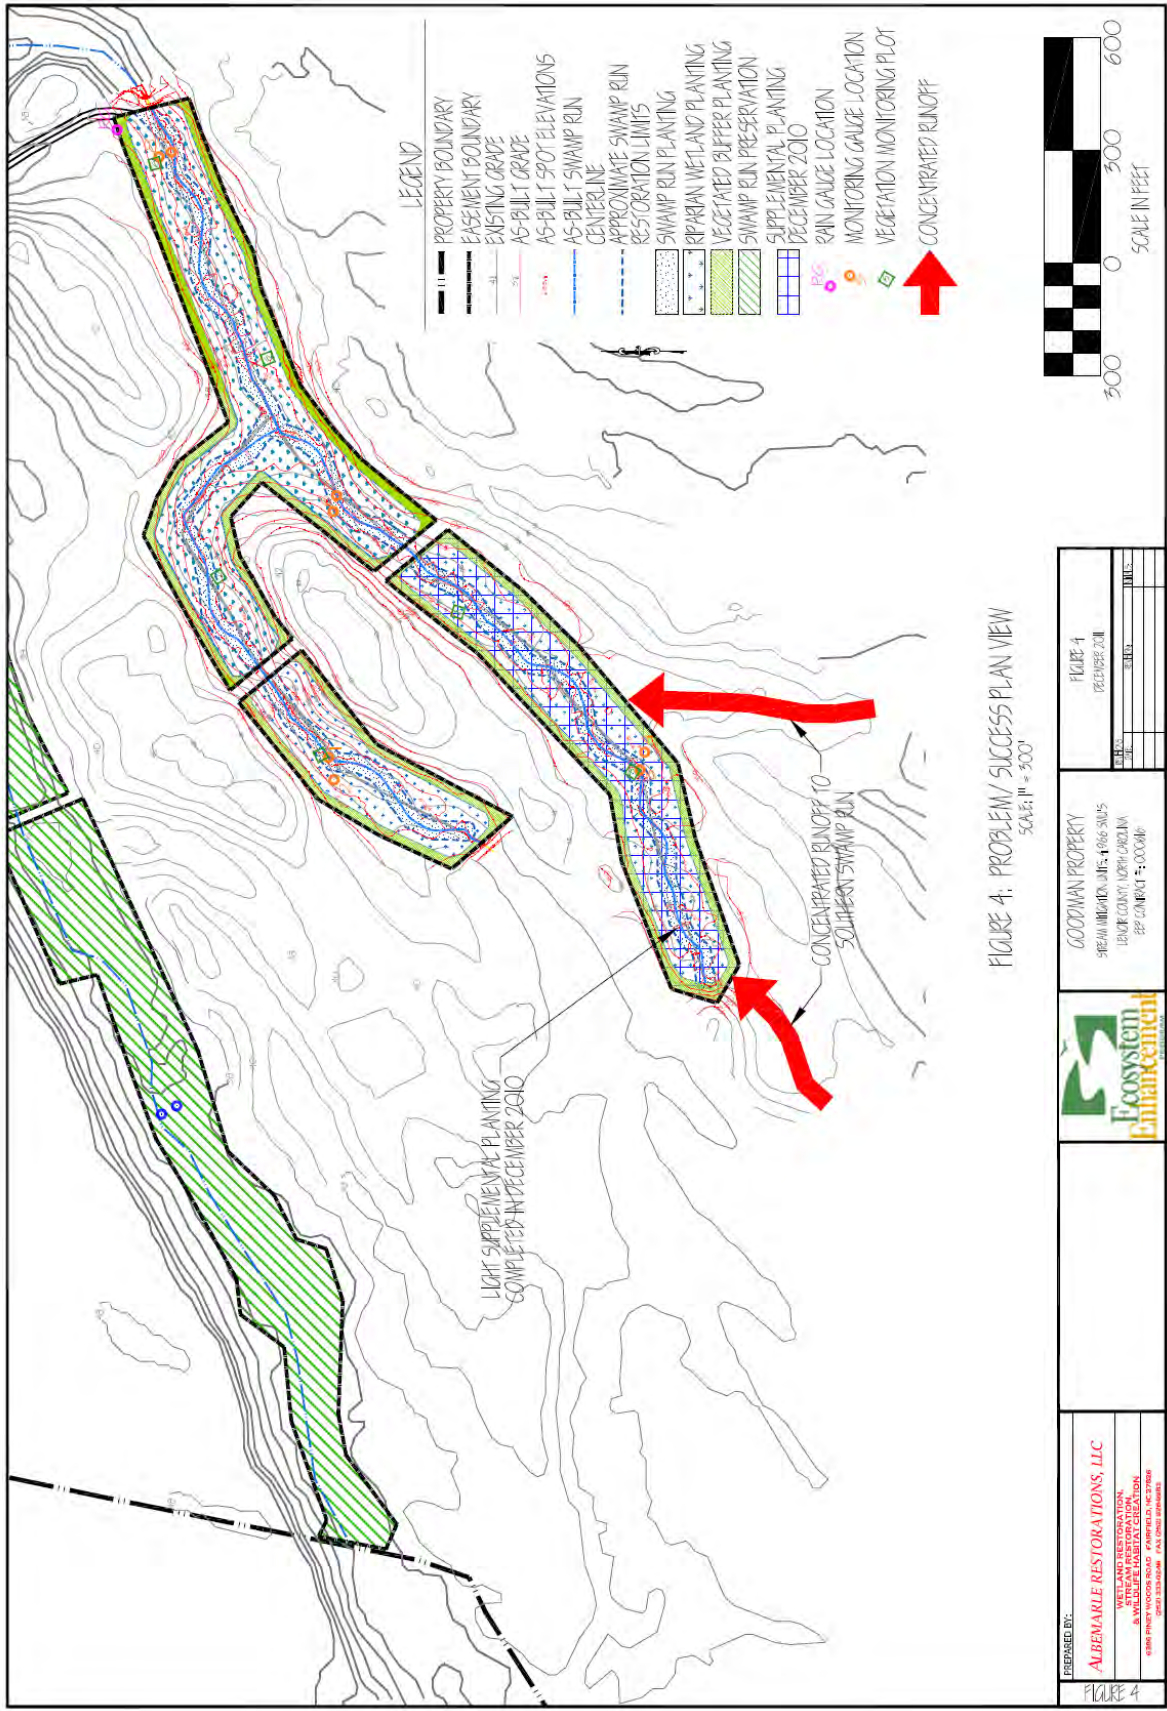 LEGEND
PROPERTY BOUNDARY
EASEMENT BOUNDARY
EXISTING GRADE
AS-BUILT GRADE
AS-BUILT SPOT ELEVATIONS
AS-BUILT SWAMP RUN
CENTERLINE
APPROXIMATE SWAMP RUN
RESTORATION LIMITS
SWAMP RUN PLANTING
RIPARIAN WETLAND PLANTING
VEGETATED BUFFER PLANTING
SWAMP RUN PRESERVATION
SUPPLEMENTAL PLANTING
DECEMBER 2010
RAIN GAUGE LOCATION
MONITORING GAUGE LOCATION
VEGETATION MONITORING PLOT
CONCENTRATED RUNOFF
LIGHT SUPPLEMENTAL PLANTING
COMPLETED IN DECEMBER 2010
CONCENTRATED RUNOFF TO
SOUTHERN SWAMP RUN
300 0 300 600
SCALE IN FEET
FIGURE 4: PROBLEM/ SUCCESS PLAN VIEW
SCALE: 1" = 300'
PREPARED BY:
ALBEMARLE RESTORATIONS, LLC
WETLAND RESTORATION,
STREAM RESTORATION,
& WILDLIFE HABITAT CREATION
Ecosystem
Enhancement
GOODMAN PROPERTY
LENOIR COUNTY, NORTH CAROLINA
FIGURE 4
DECEMBER 2011
FIGURE 4